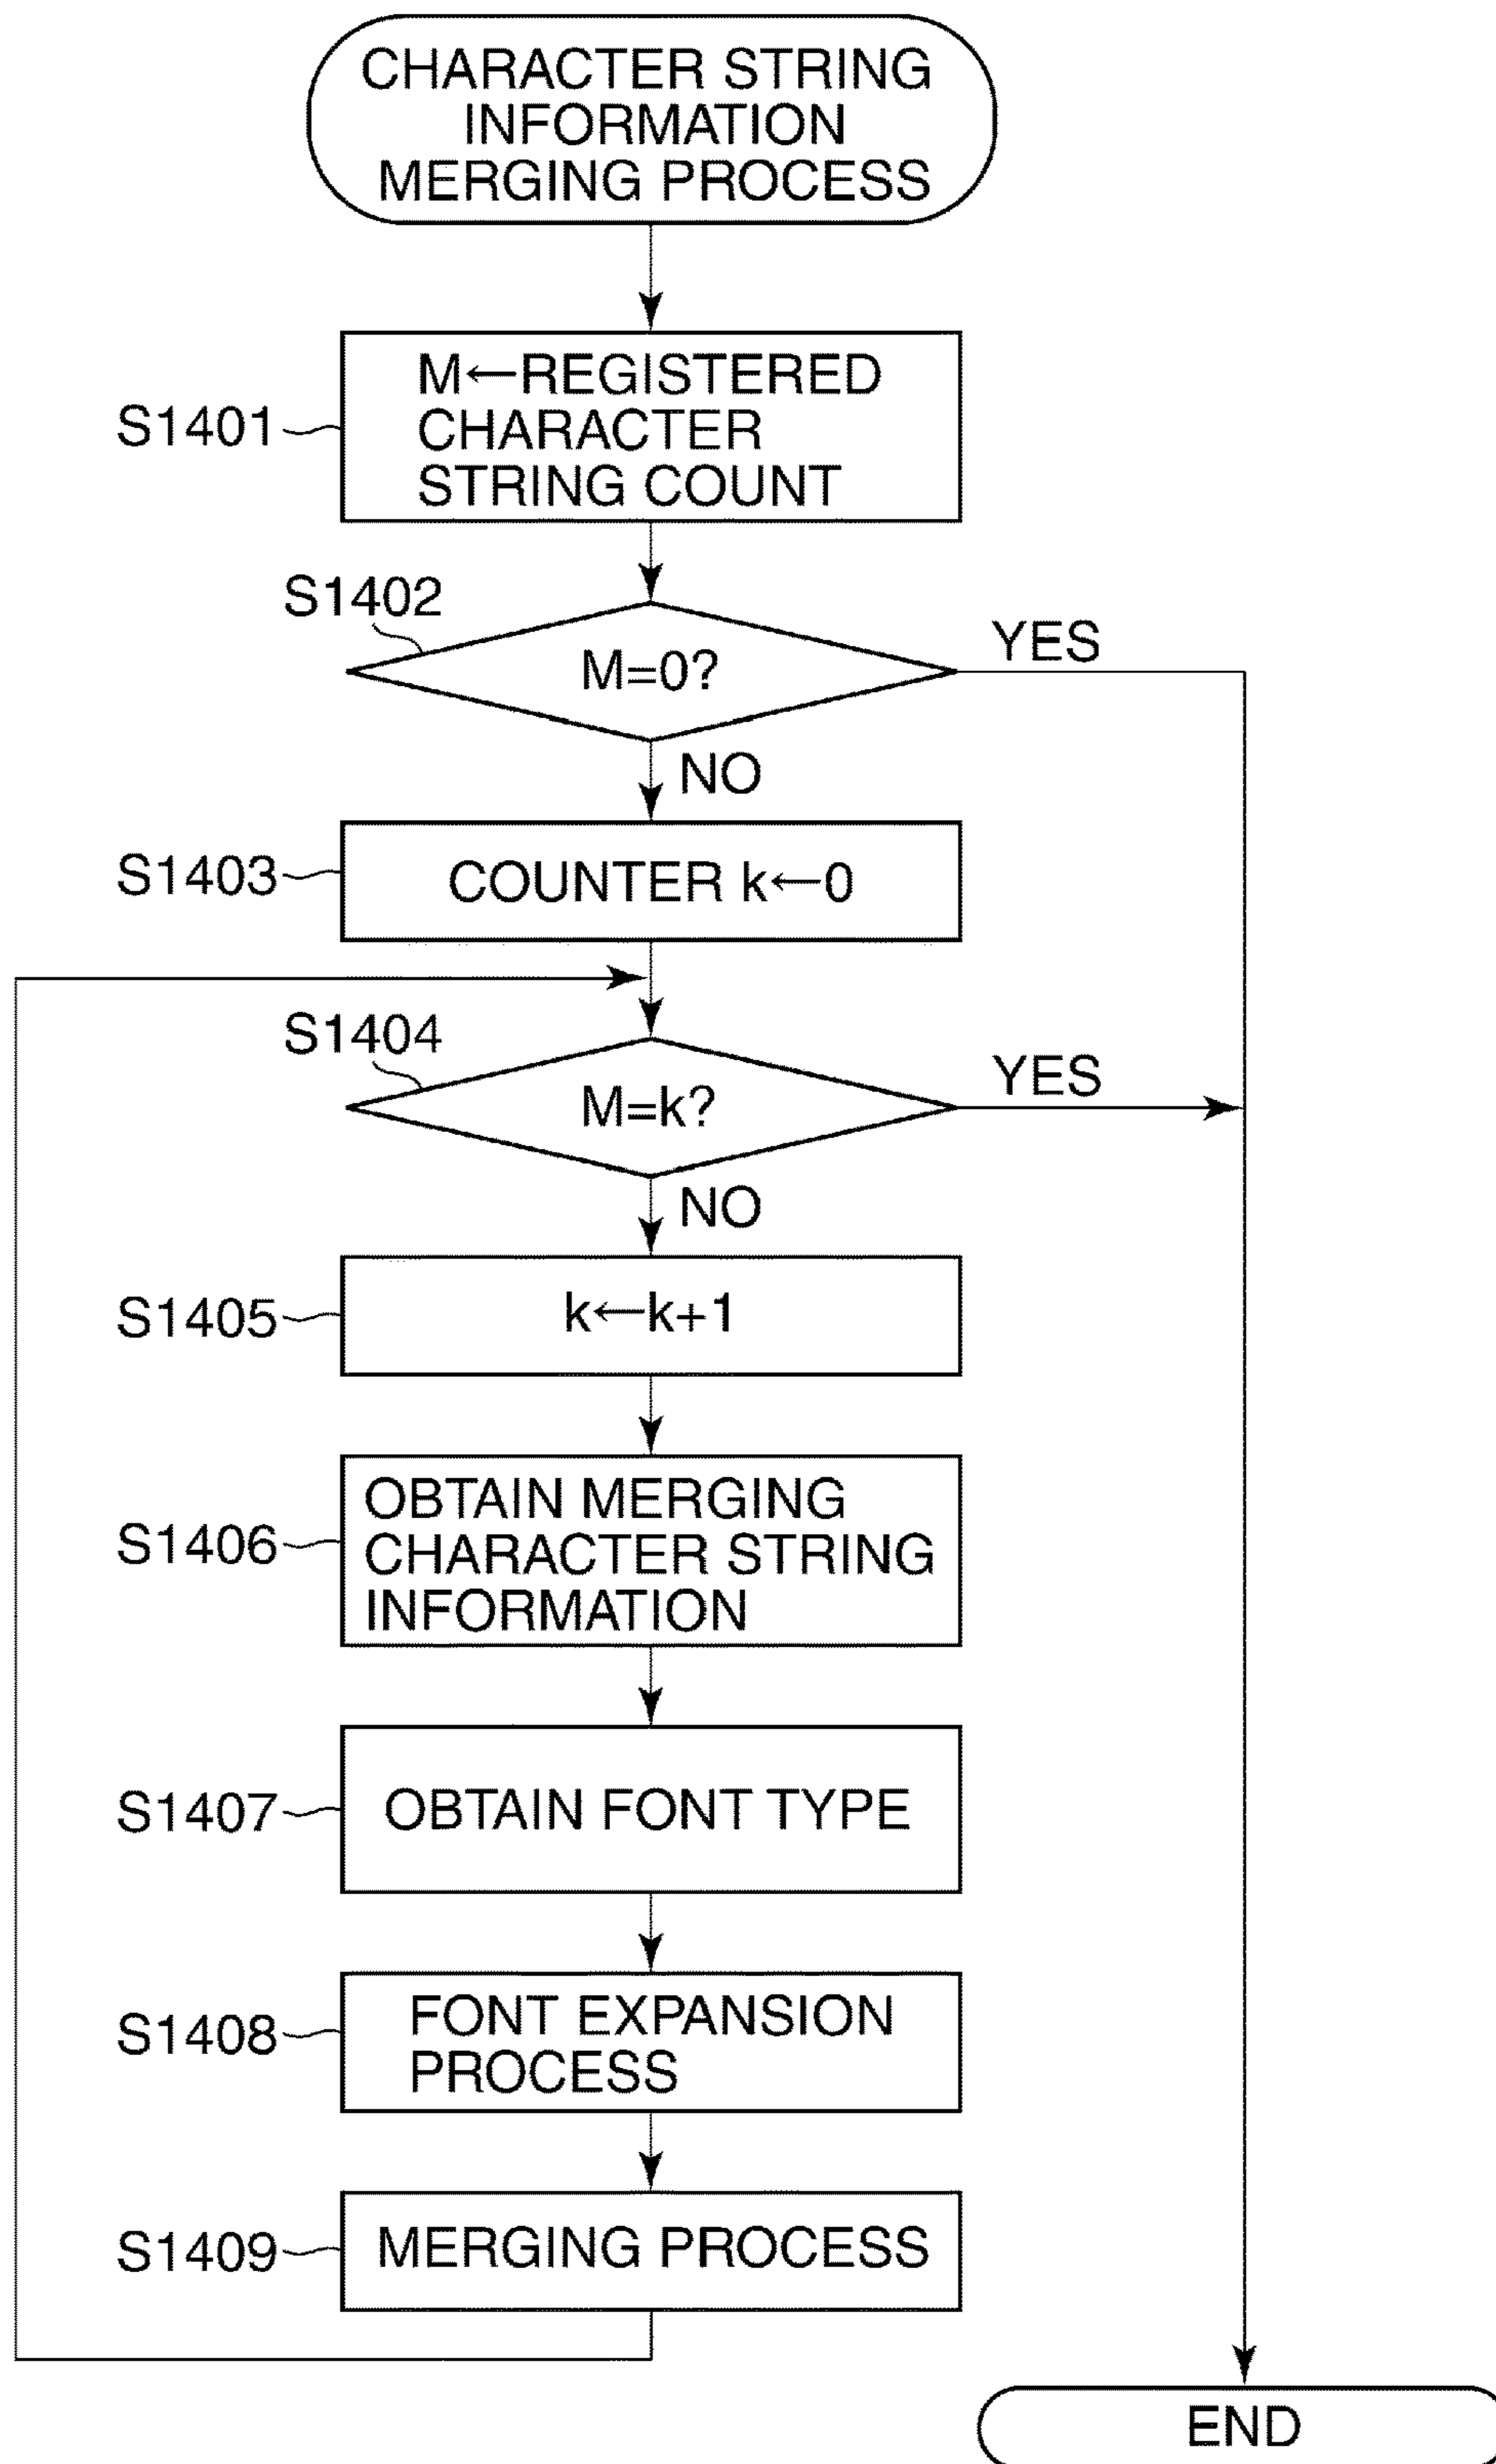 CHARACTER STRING
INFORMATION
MERGING PROCESS
S1401
M←REGISTERED
CHARACTER
STRING COUNT
S1402
M=0?
YES
NO
S1403
COUNTER k←0
S1404
M=k?
YES
NO
S1405
k←k+1
S1406
OBTAIN MERGING
CHARACTER STRING
INFORMATION
S1407
OBTAIN FONT TYPE
S1408
FONT EXPANSION
PROCESS
S1409
MERGING PROCESS
END